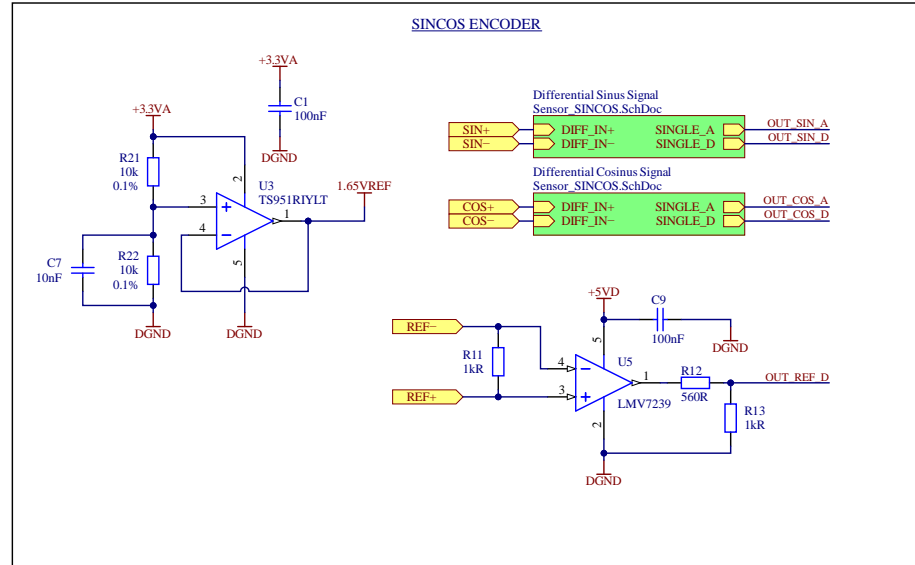 SINCOS ENCODER
+3.3VA
C1
100nF
DGND
+3.3VA
R21
10k
0.1%
2
U3
TS951RIYLT
3
4
1
5
1.65VREF
C7
10nF
R22
10k
0.1%
DGND
DGND
Differential Sinus Signal
Sensor_SINCOS.SchDoc
SIN+ DIFF_IN+ SINGLE_A OUT_SIN_A
SIN− DIFF_IN− SINGLE_D OUT_SIN_D
Differential Cosinus Signal
Sensor_SINCOS.SchDoc
COS+ DIFF_IN+ SINGLE_A OUT_COS_A
COS− DIFF_IN− SINGLE_D OUT_COS_D
+5VD
C9
100nF
DGND
REF−
R11
1kR
REF+
5
4
3
2
1
U5
LMV7239
R12
560R
OUT_REF_D
R13
1kR
DGND